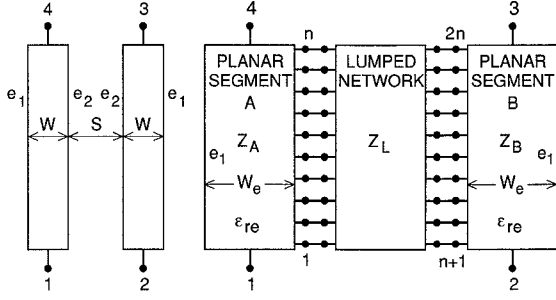 4 3 4 3
n 2n
PLANAR SEGMENT A
LUMPED NETWORK
PLANAR SEGMENT B
e1 e2 e2 e1
W S W
ZA ZL ZB
e1 e1
We We
εre εre
1 n+1
1 2 1 2